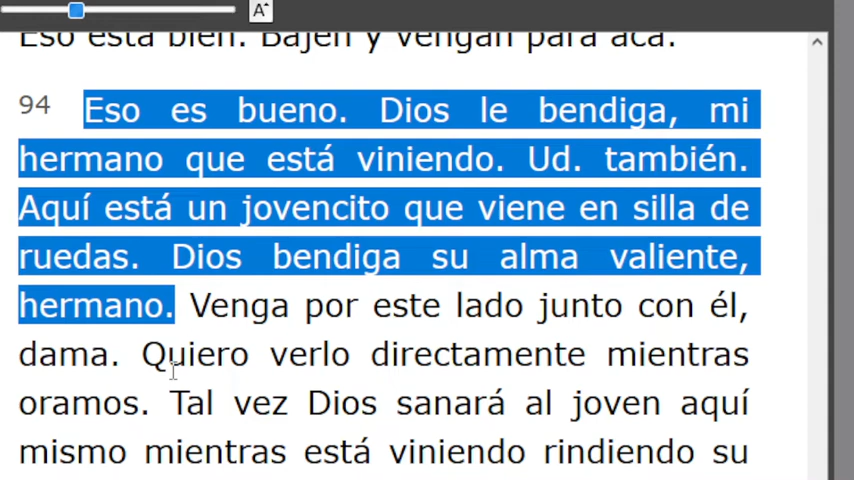 A
Eso está bien. Bajen y vengan para acá.
94 Eso es bueno. Dios le bendiga, mi
hermano que está viniendo. Ud. también.
Aquí está un jovencito que viene en silla de
ruedas. Dios bendiga su alma valiente,
hermano. Venga por este lado junto con él,
dama. Quiero verlo directamente mientras
oramos. Tal vez Dios sanará al joven aquí
mismo mientras está viniendo rindiendo su